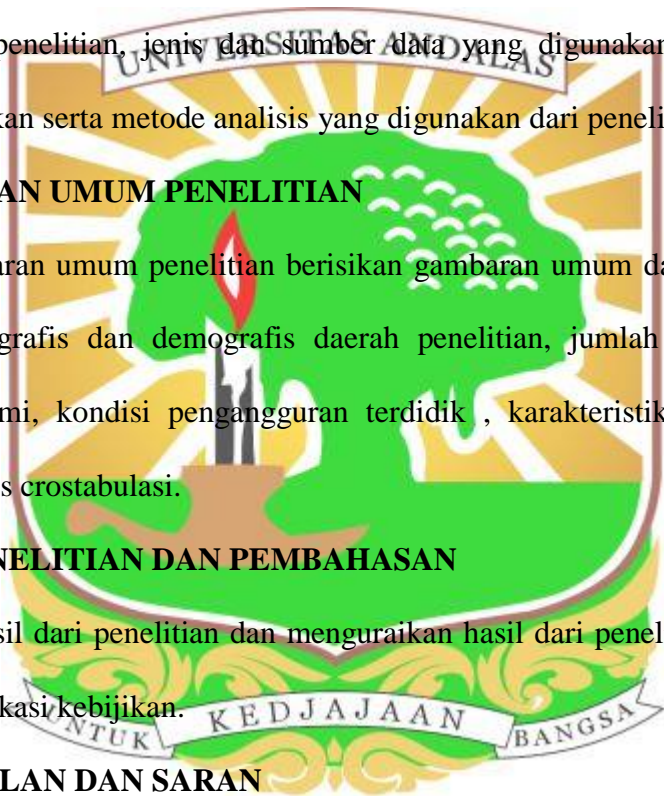 penelitian, jenis dan sumber data yang digunakan
UNIVERSITAS ANDALAS
kan serta metode analisis yang digunakan dari peneli
AN UMUM PENELITIAN
aran umum penelitian berisikan gambaran umum da
grafis dan demografis daerah penelitian, jumlah
mi, kondisi pengangguran terdidik , karakteristik
s crostabulasi.
NELITIAN DAN PEMBAHASAN
sil dari penelitian dan menguraikan hasil dari penel
kasi kebijikan.
UNTUK KEDJAJAAN BANGSA
LAN DAN SARAN